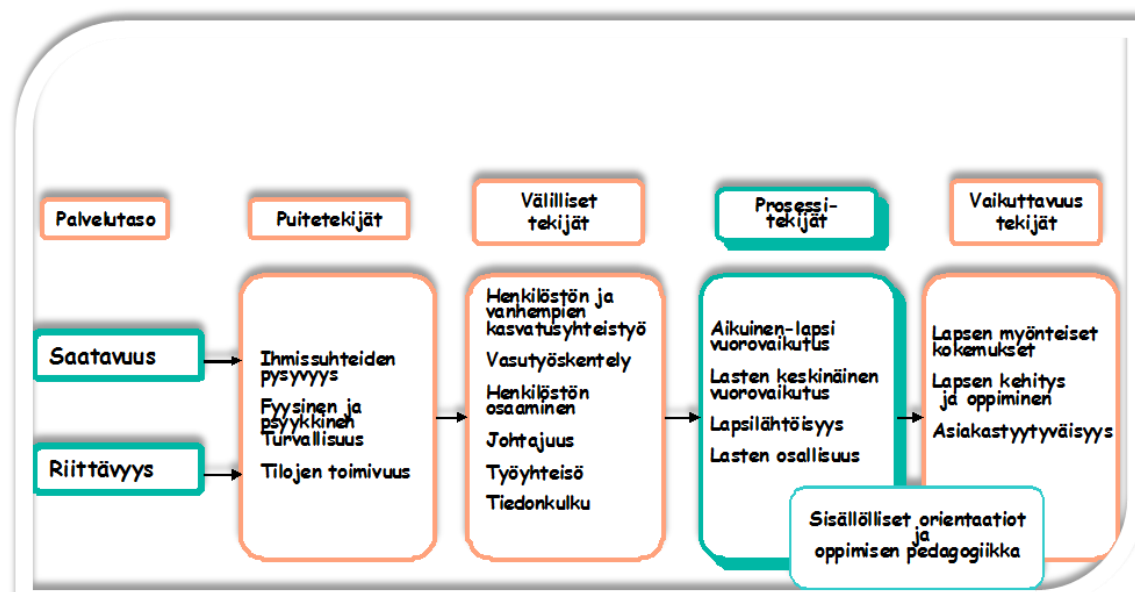 Palvelutaso
Puitetekijät
Välilliset
tekijät
Prosessi-
tekijät
Vaikuttavuus
tekijät
Saatavuus
Riittävyys
Ihmissuhteiden
pysyvyys
Fyysinen ja
psyykkinen
Turvallisuus
Tilojen toimivuus
Henkilöstön ja
vanhempien
kasvatusyhteistyö
Vasutyöskentely
Henkilöstön
osaaminen
Johtajuus
Työyhteisö
Tiedonkulku
Aikuinen-lapsi
vuorovaikutus
Lasten keskinäinen
vuorovaikutus
Lapsilähtöisyys
Lasten osallisuus
Lapsen myönteiset
kokemukset
Lapsen kehitys
ja oppiminen
Asiakastyytyväisyys
Sisällölliset orientaatiot
ja
oppimisen pedagogiikka